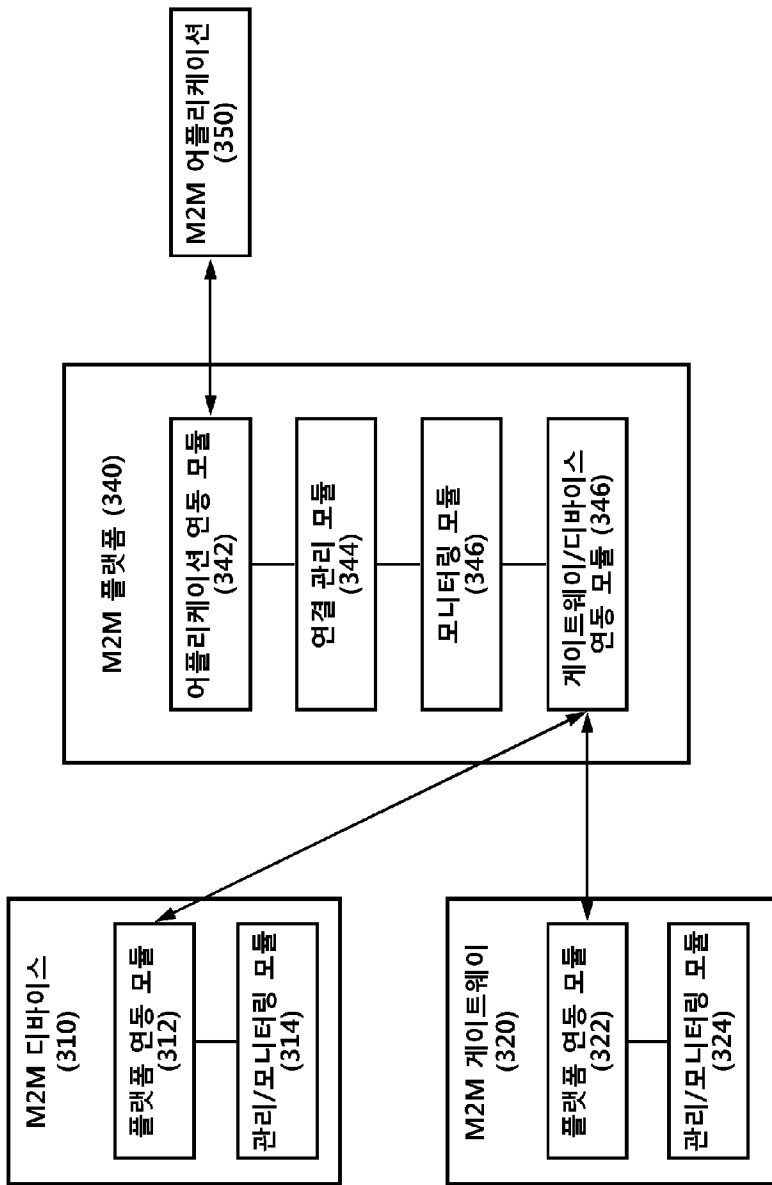 M2M 디바이스
(310)
플랫폼 연동 모듈
(312)
관리/모니터링 모듈
(314)
M2M 게이트웨이
(320)
플랫폼 연동 모듈
(322)
관리/모니터링 모듈
(324)
M2M 플랫폼 (340)
어플리케이션 연동 모듈
(342)
연결 관리 모듈
(344)
모니터링 모듈
(346)
게이트웨이/디바이스
연동 모듈 (346)
M2M 어플리케이션
(350)